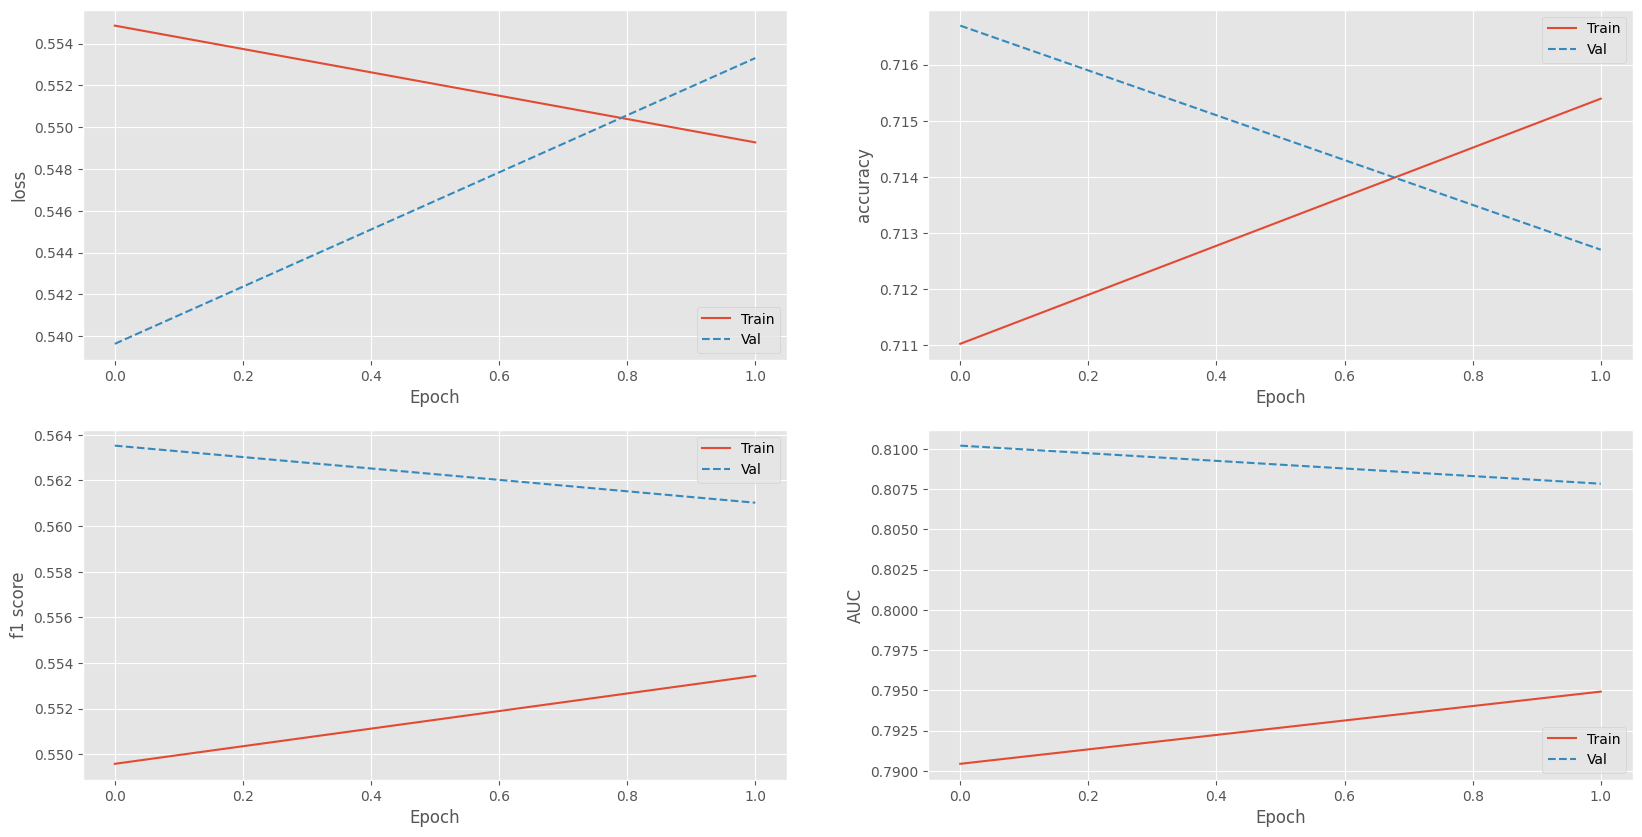 0.554
0.552
0.550
0.548
0.546
0.544
0.542
0.540
loss
0.0 0.2 0.4 0.6 0.8 1.0
Epoch
Train
Val
0.716
0.715
0.714
0.713
0.712
0.711
accuracy
0.0 0.2 0.4 0.6 0.8 1.0
Epoch
Train
Val
0.564
0.562
0.560
0.558
0.556
0.554
0.552
0.550
f1 score
0.0 0.2 0.4 0.6 0.8 1.0
Epoch
Train
Val
0.8100
0.8075
0.8050
0.8025
0.8000
0.7975
0.7950
0.7925
0.7900
AUC
0.0 0.2 0.4 0.6 0.8 1.0
Epoch
Train
Val